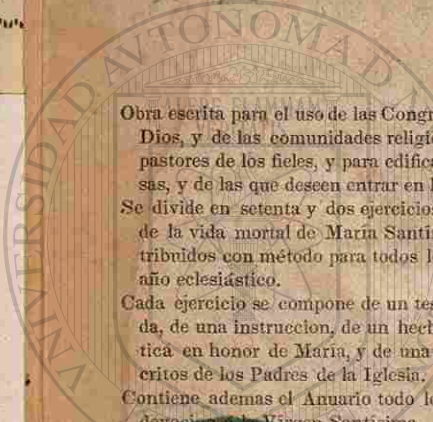 Obra escrita para el uso de las Congr
Dios, y de las comunidades religi
pastores de los fieles, y para edifica
sas, y de las que deseen entrar en l
Se divide en setenta y dos ejercicios
de la vida mortal de María Santí
tribuidos con método para todos l
año eclesiástico.
Cada ejercicio se compone de un tes
da, de una instruccion, de un hech
tica en honor de María, y de una
critos de los Padres de la Iglesia.
Contiene ademas el Anuario todo l